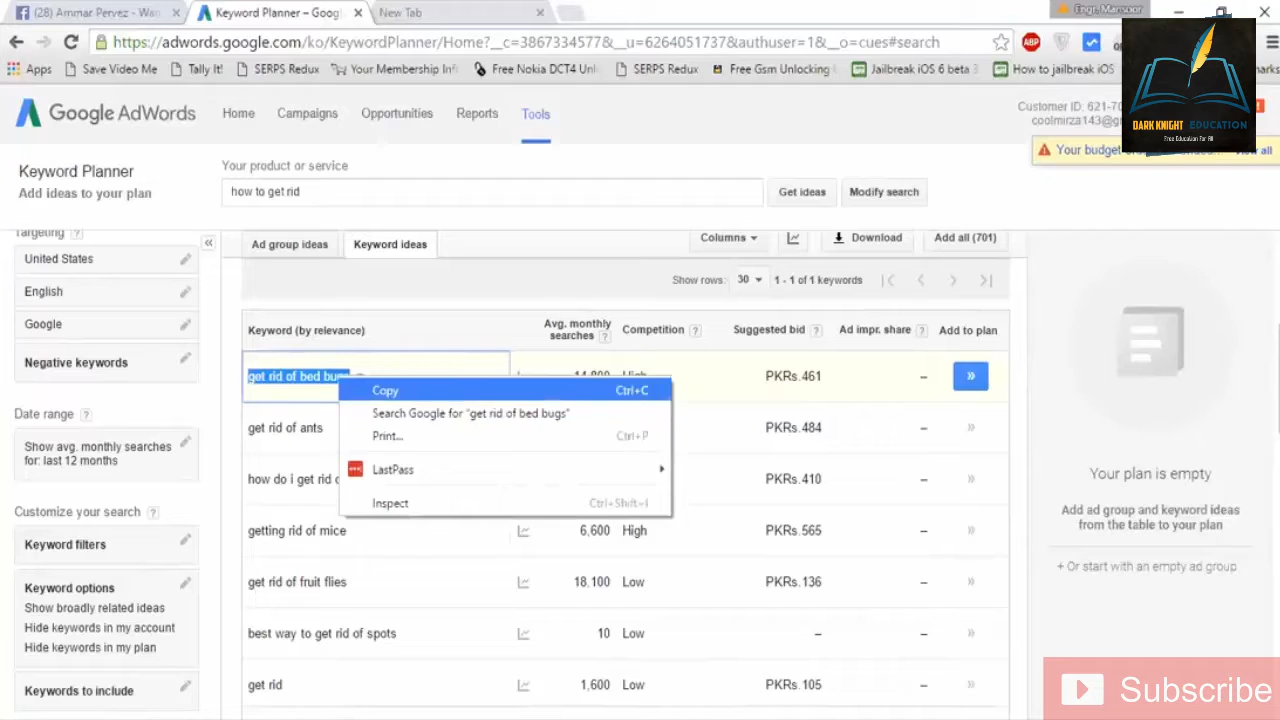 (28) Ammar Pervez - Wan
Keyword Planner – Goog
New Tab
Engr. Mansoor
https://adwords.google.com/ko/KeywordPlanner/Home?__c=3867334577&__u=6264051737&authuser=1&__o=cues#search
ABP
Apps
Save Video Me
Tally It!
SERPS Redux
Your Membership In
Free Nokia DCT4 Unl
SERPS Redux
Free Gsm Unlocking
Jailbreak iOS 6 beta 3
How to jailbreak iOS
DARK KNIGHT EDUCATION
Free Education For All
Google AdWords
Home
Campaigns
Opportunities
Reports
Tools
Customer ID: 621-70
coolmirza143@g
Your budget
View all
Keyword Planner
Add ideas to your plan
Your product or service
how to get rid
Get ideas
Modify search
Targeting ?
United States
English
Google
Negative keywords
Date range ?
Show avg. monthly searches
for: last 12 months
Customize your search ?
Keyword filters
Keyword options
Show broadly related ideas
Hide keywords in my account
Hide keywords in my plan
Keywords to include
Ad group ideas
Keyword ideas
Columns
Download
Add all (701)
Show rows: 30 1 - 1 of 1 keywords
Keyword (by relevance) Avg. monthly searches ? Competition ? Suggested bid ? Ad impr. share ? Add to plan
get rid of bed bugs 14,800 High PKRs.461 – »
get rid of ants PKRs.484 – »
how do i get rid PKRs.410 – »
getting rid of mice 6,600 High PKRs.565 – »
get rid of fruit flies 18,100 Low PKRs.136 – »
best way to get rid of spots 10 Low – – »
get rid 1,600 Low PKRs.105 – »
Copy Ctrl+C
Search Google for "get rid of bed bugs"
Print... Ctrl+P
LastPass
Inspect Ctrl+Shift+I
Your plan is empty
Add ad group and keyword ideas
from the table to your plan
+ Or start with an empty ad group
Subscribe